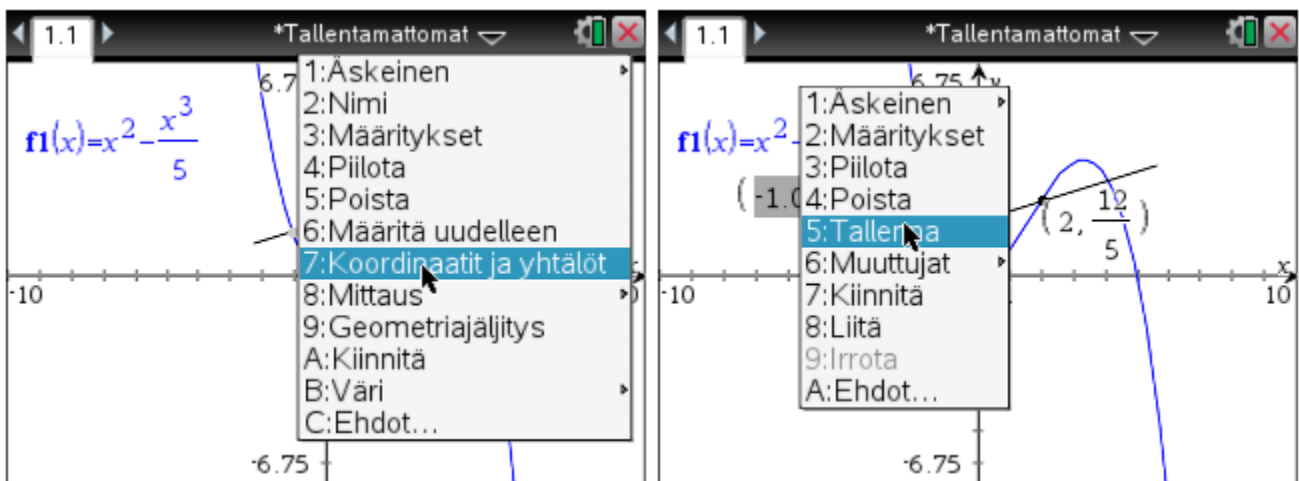 1.1
*Tallentamattomat
6.7
f1(x)=x²-x³/5
1:Äskeinen
2:Nimi
3:Määritykset
4:Piilota
5:Poista
6:Määritä uudelleen
7:Koordinaatit ja yhtälöt
8:Mittaus
9:Geometriajäljitys
A:Kiinnitä
B:Väri
C:Ehdot...
-10
-6.75
1.1
*Tallentamattomat
6.75 y
f1(x)=x²-
(-1.0
1:Äskeinen
2:Määritykset
3:Piilota
4:Poista
5:Tallenna
6:Muuttujat
7:Kiinnitä
8:Liitä
9:Irrota
A:Ehdot...
(2, 12/5)
x
-10
10
-6.75